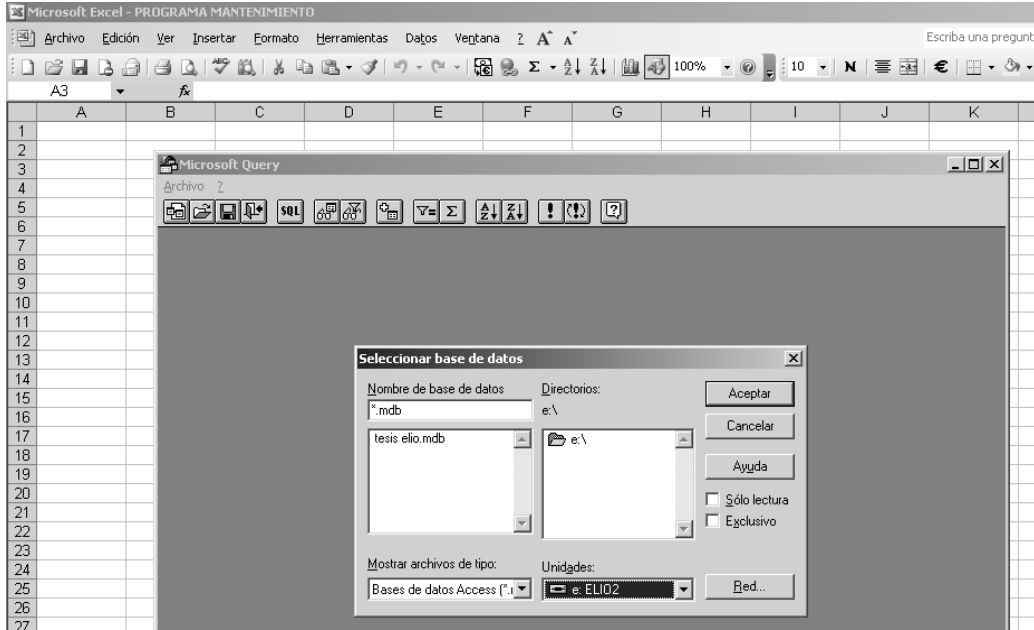 Microsoft Excel - PROGRAMA MANTENIMIENTO
Archivo Edición Ver Insertar Formato Herramientas Datos Ventana ? A A Escriba una pregunt
ABC Σ A Z Z A 100% 10 N €
A3 fx
A B C D E F G H I J K
1
2
3
4
5
6
7
8
9
10
11
12
13
14
15
16
17
18
19
20
21
22
23
24
25
26
27
Microsoft Query
Archivo ?
SQL Σ A Z Z A ! (!) ?
Seleccionar base de datos
Nombre de base de datos
*.mdb
tesis elio.mdb
Directorios:
e:\
e:\
Aceptar
Cancelar
Ayuda
Sólo lectura
Exclusivo
Mostrar archivos de tipo:
Bases de datos Access (*.
Unidades:
e: ELIO2
Red...